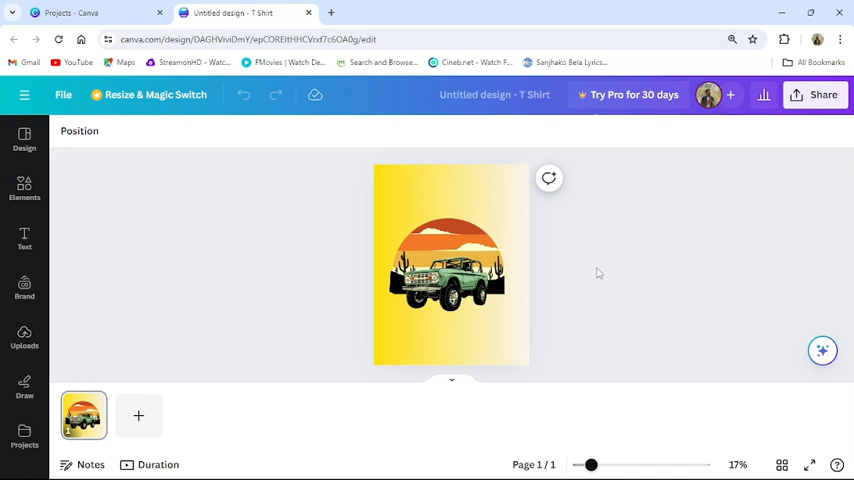 Projects - Canva
Untitled design - T Shirt
canva.com/design/DAGHViviDmY/epCOREItHHCVrxf7c6OA0g/edit
Gmail
YouTube
Maps
StreamonHD - Watc...
FMovies | Watch De...
Search and Browse...
Cineb.net - Watch F...
Sanjhako Bela Lyrics...
All Bookmarks
File
Resize & Magic Switch
Untitled design - T Shirt
Try Pro for 30 days
Share
Position
Design
Elements
Text
Brand
Uploads
Draw
Projects
1
Notes
Duration
Page 1 / 1
17%